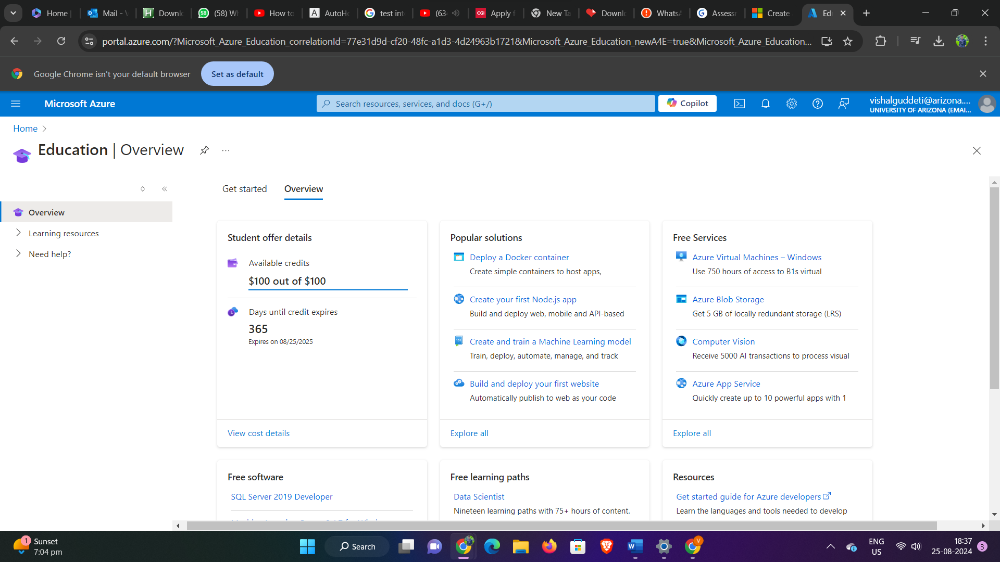 Home
Mail - V
Downlo
(58) Wh
How to
AutoHo
test inte
(63
Apply f
New Ta
Downlo
WhatsA
Assess
Create
Ed
portal.azure.com/?Microsoft_Azure_Education_correlationId=77e31d9d-cf20-48fc-a1d3-4d24963b1721&Microsoft_Azure_Education_newA4E=true&Microsoft_Azure_Education...
Google Chrome isn't your default browser
Set as default
Microsoft Azure
Search resources, services, and docs (G+/)
Copilot
vishalguddeti@arizona....
UNIVERSITY OF ARIZONA (EMAI...
Home
Education | Overview
Get started
Overview
Overview
Learning resources
Need help?
Student offer details
Available credits
$100 out of $100
Days until credit expires
365
Expires on 08/25/2025
View cost details
Popular solutions
Deploy a Docker container
Create simple containers to host apps,
Create your first Node.js app
Build and deploy web, mobile and API-based
Create and train a Machine Learning model
Train, deploy, automate, manage, and track
Build and deploy your first website
Automatically publish to web as your code
Explore all
Free Services
Azure Virtual Machines – Windows
Use 750 hours of access to B1s virtual
Azure Blob Storage
Get 5 GB of locally redundant storage (LRS)
Computer Vision
Receive 5000 AI transactions to process visual
Azure App Service
Quickly create up to 10 powerful apps with 1
Explore all
Free software
SQL Server 2019 Developer
Free learning paths
Data Scientist
Nineteen learning paths with 75+ hours of content.
Resources
Get started guide for Azure developers
Learn the languages and tools needed to develop
1
Sunset
7:04 pm
Search
ENG
US
18:37
25-08-2024
3